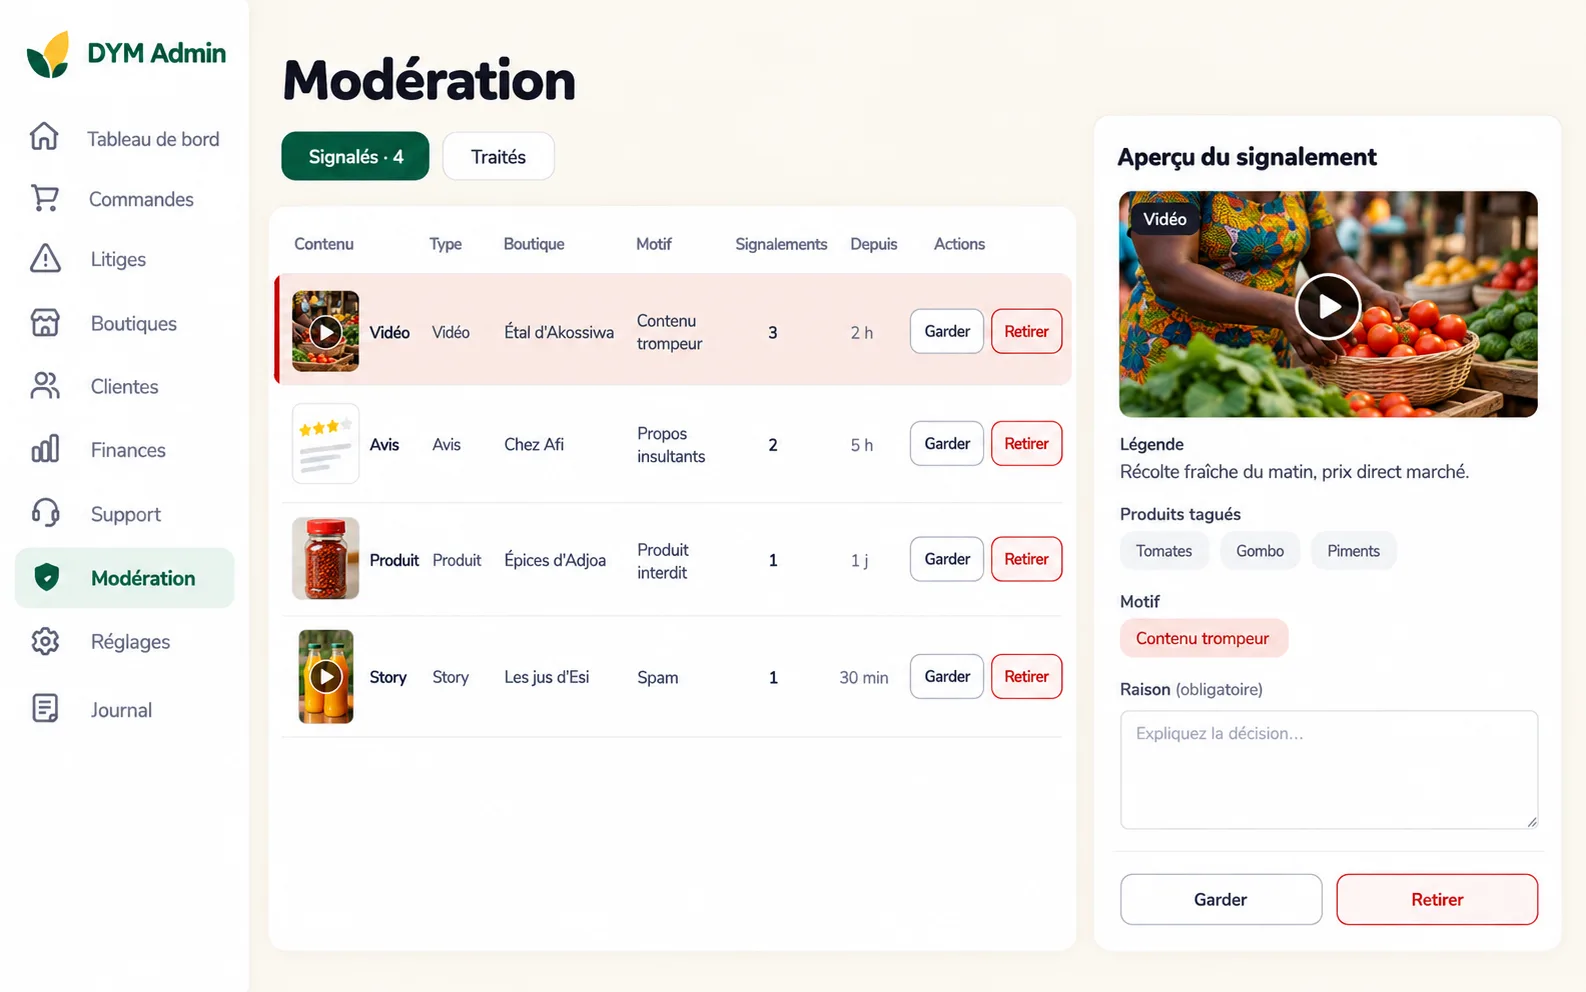 DYM Admin
Tableau de bord
Commandes
Litiges
Boutiques
Clientes
Finances
Support
Modération
Réglages
Journal
Modération
Signalés · 4
Traités
Contenu Type Boutique Motif Signalements Depuis Actions
Vidéo Vidéo Étal d'Akossiwa Contenu trompeur 3 2 h Garder Retirer
Avis Avis Chez Afi Propos insultants 2 5 h Garder Retirer
Produit Produit Épices d'Adjoa Produit interdit 1 1 j Garder Retirer
Story Story Les jus d'Esi Spam 1 30 min Garder Retirer
Aperçu du signalement
Vidéo
Légende
Récolte fraîche du matin, prix direct marché.
Produits tagués
Tomates Gombo Piments
Motif
Contenu trompeur
Raison (obligatoire)
Expliquez la décision...
Garder Retirer